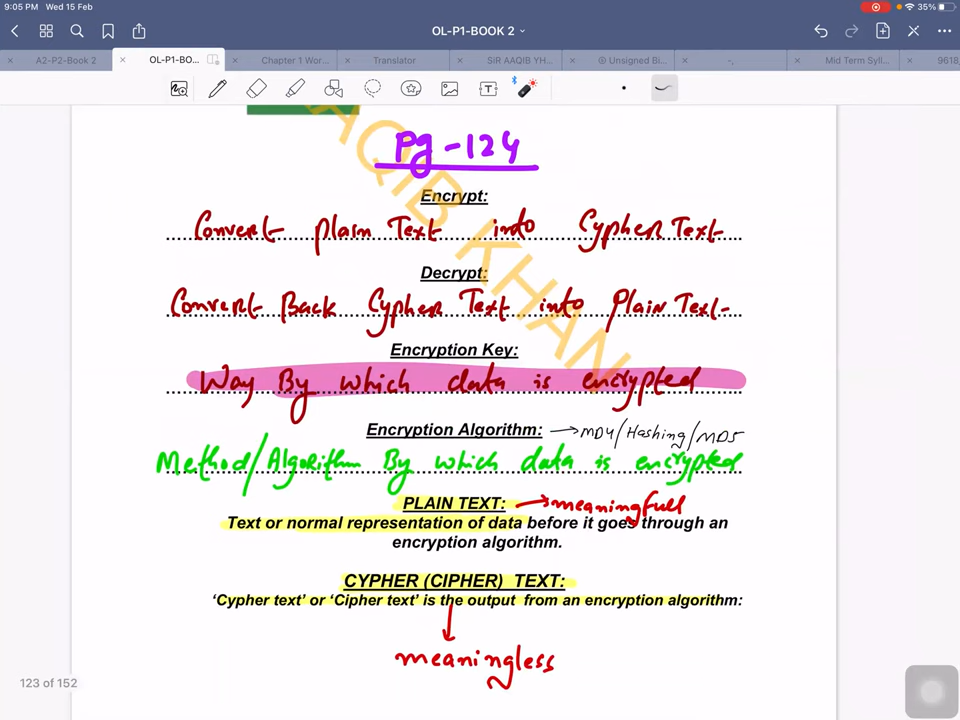 9:05 PM Wed 15 Feb
35%
OL-P1-BOOK 2
A2-P2-Book 2
OL-P1-BO...
Chapter 1 Wor...
Translator
SIR AAQIB YH...
Unsigned Bi...
-,
Mid Term Syll...
9618
Pg-124
AAQIB KHAN
Encrypt:
Convert Plain Text into Cypher Text
Decrypt:
Convert Back Cypher Text into Plain Text
Encryption Key:
Way By which data is encrypted
Encryption Algorithm: → MD4/Hashing/MD5
Method/Algorithm By which data is encrypted
PLAIN TEXT: → meaningfull
Text or normal representation of data before it goes through an
encryption algorithm.
CYPHER (CIPHER) TEXT:
‘Cypher text’ or ‘Cipher text’ is the output from an encryption algorithm:
meaningless
123 of 152